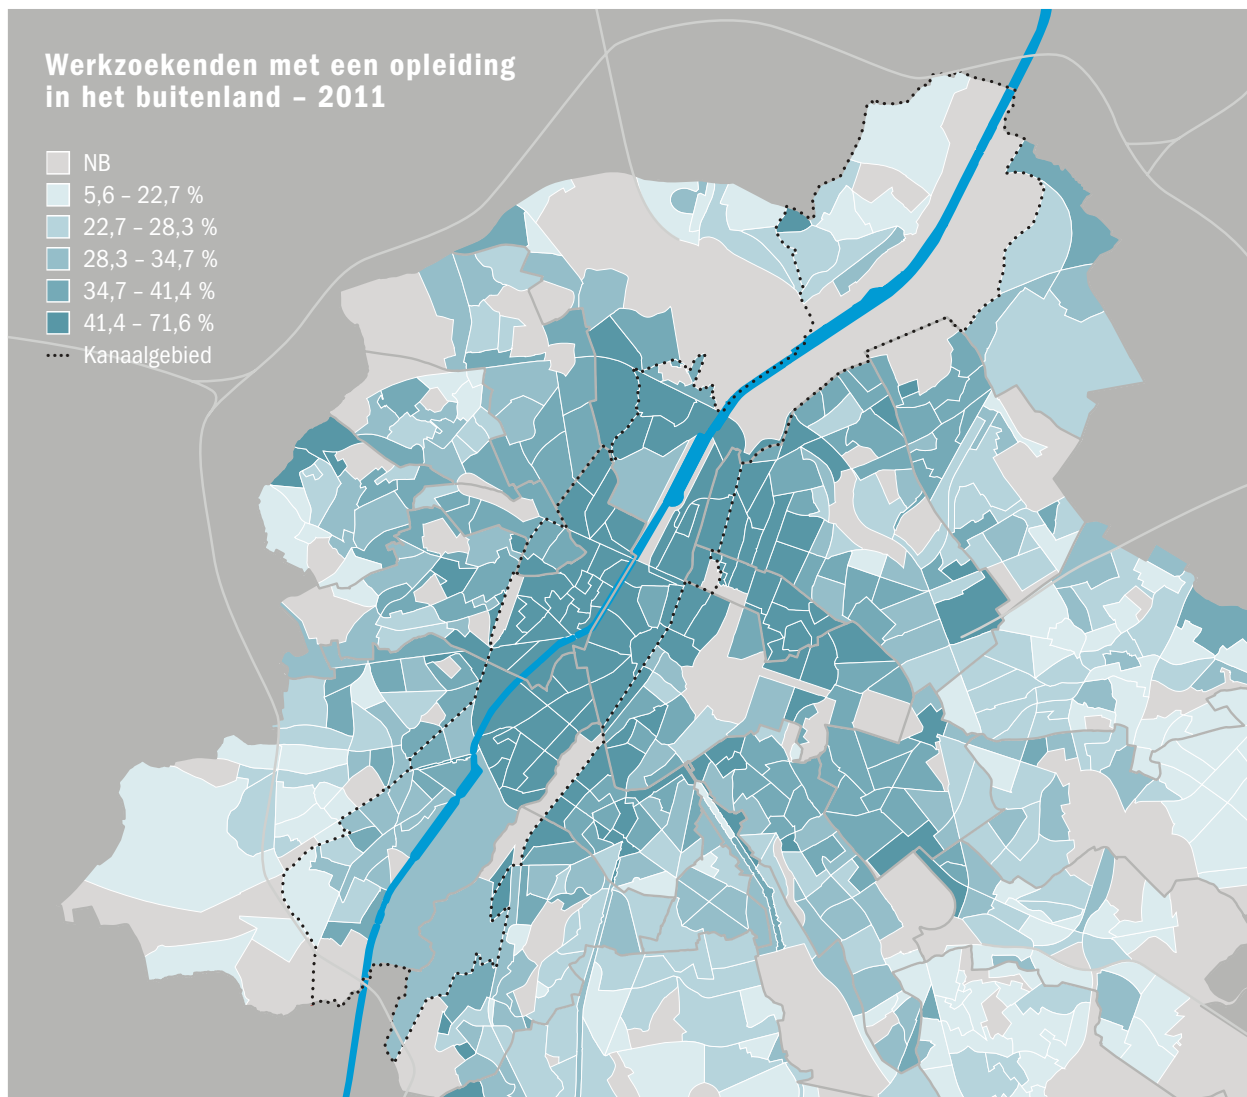 Werkzoekenden met een opleiding
in het buitenland – 2011
NB
5,6 – 22,7 %
22,7 – 28,3 %
28,3 – 34,7 %
34,7 – 41,4 %
41,4 – 71,6 %
Kanaalgebied